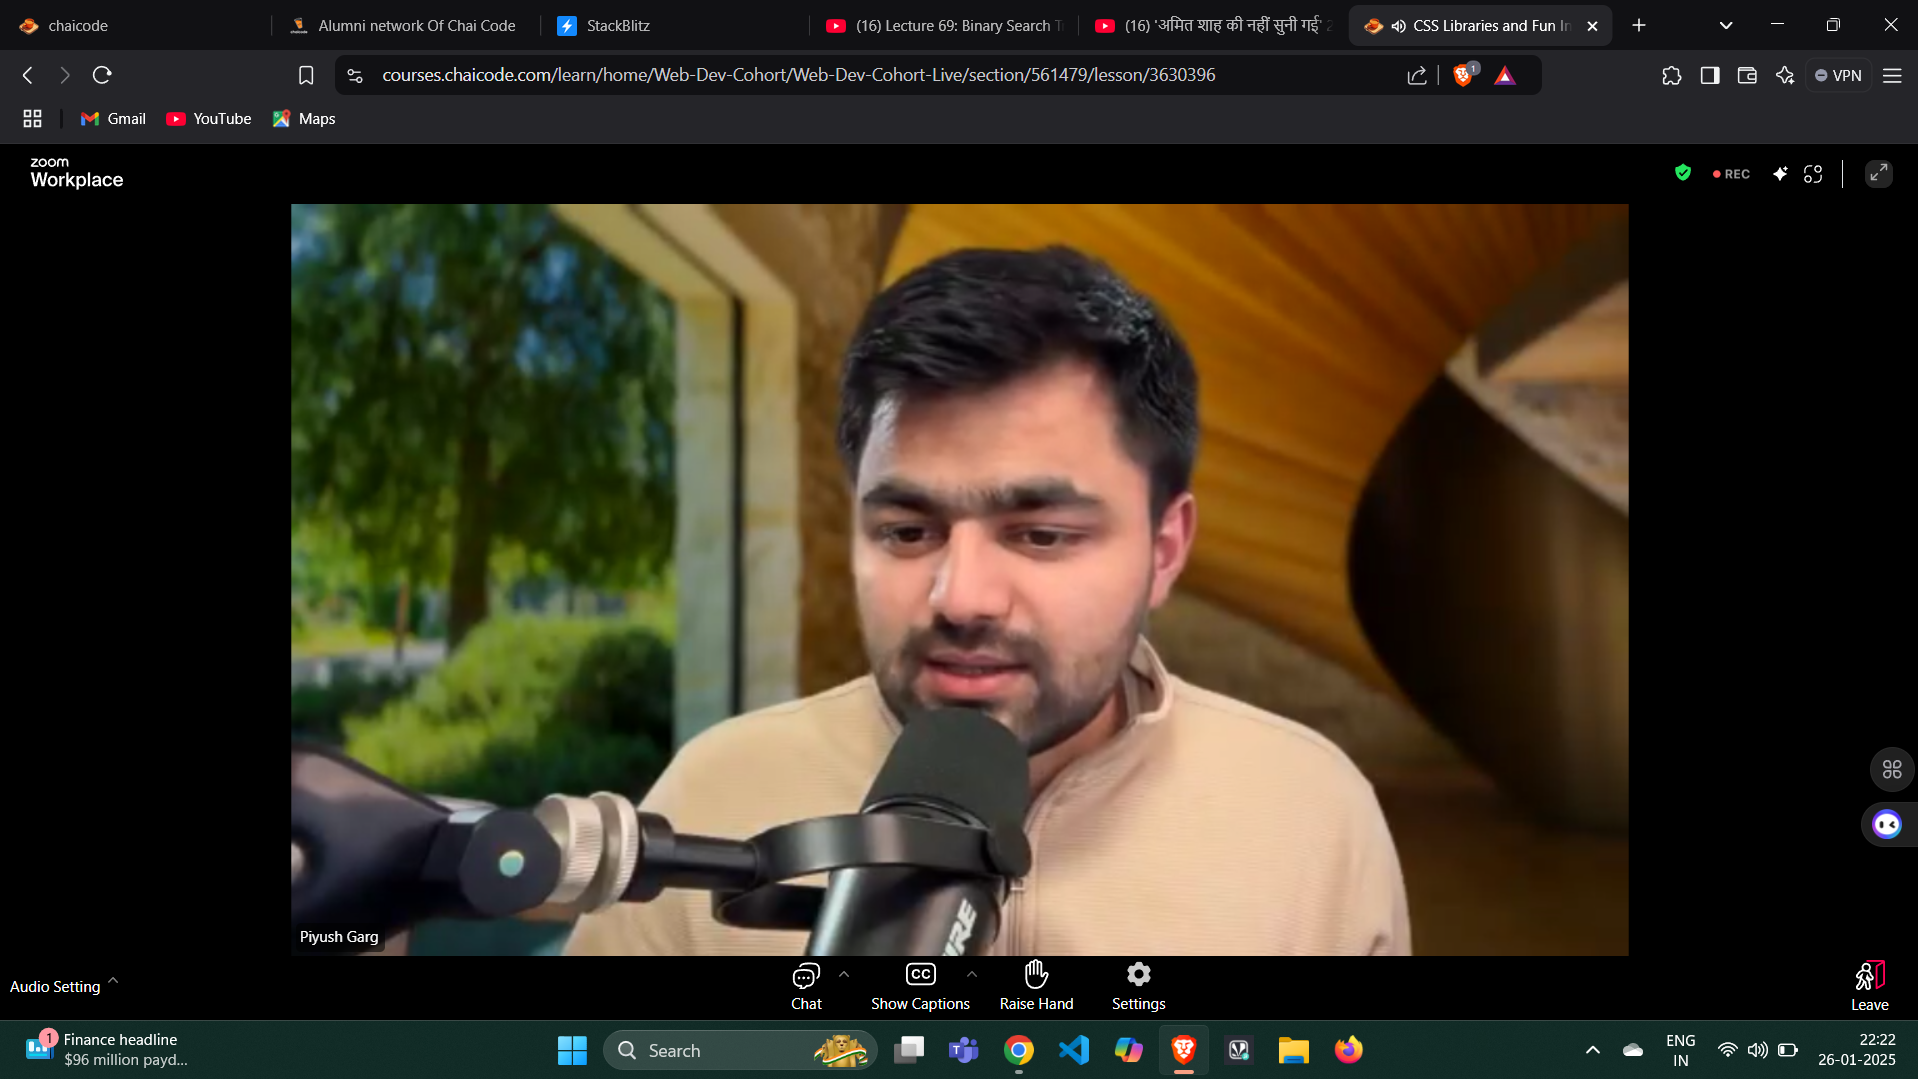 chaicode
Alumni network Of Chai Code
StackBlitz
(16) Lecture 69: Binary Search T
(16) 'अमित शाह की नहीं सुनी गई' 2
CSS Libraries and Fun In
courses.chaicode.com/learn/home/Web-Dev-Cohort/Web-Dev-Cohort-Live/section/561479/lesson/3630396
1
VPN
Gmail
YouTube
Maps
zoom
Workplace
REC
Piyush Garg
Audio Setting
Chat
CC
Show Captions
Raise Hand
Settings
Leave
1
Finance headline
$96 million payd...
Search
ENG
IN
22:22
26-01-2025